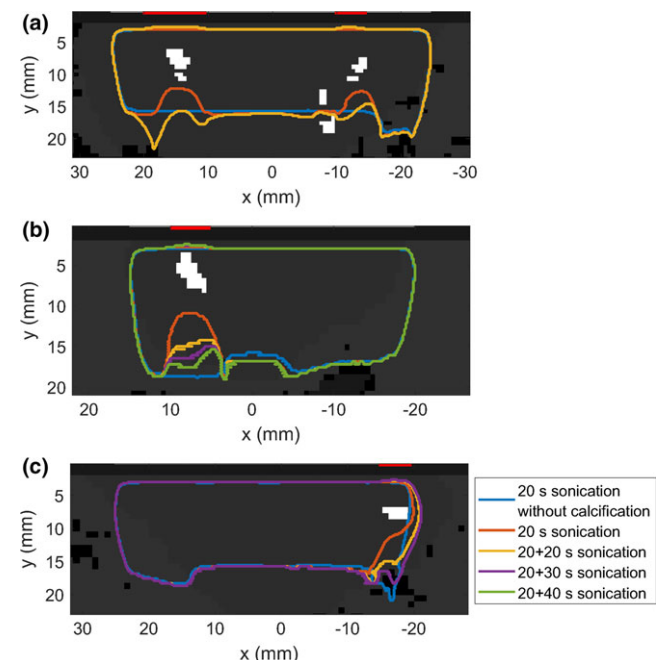 (a)
y (mm)
5
10
15
20
30 20 10 0 -10 -20 -30
x (mm)
(b)
y (mm)
5
10
15
20
20 10 0 -10 -20
x (mm)
(c)
y (mm)
5
10
15
20
30 20 10 0 -10 -20
x (mm)
20 s sonication
without calcification
20 s sonication
20+20 s sonication
20+30 s sonication
20+40 s sonication